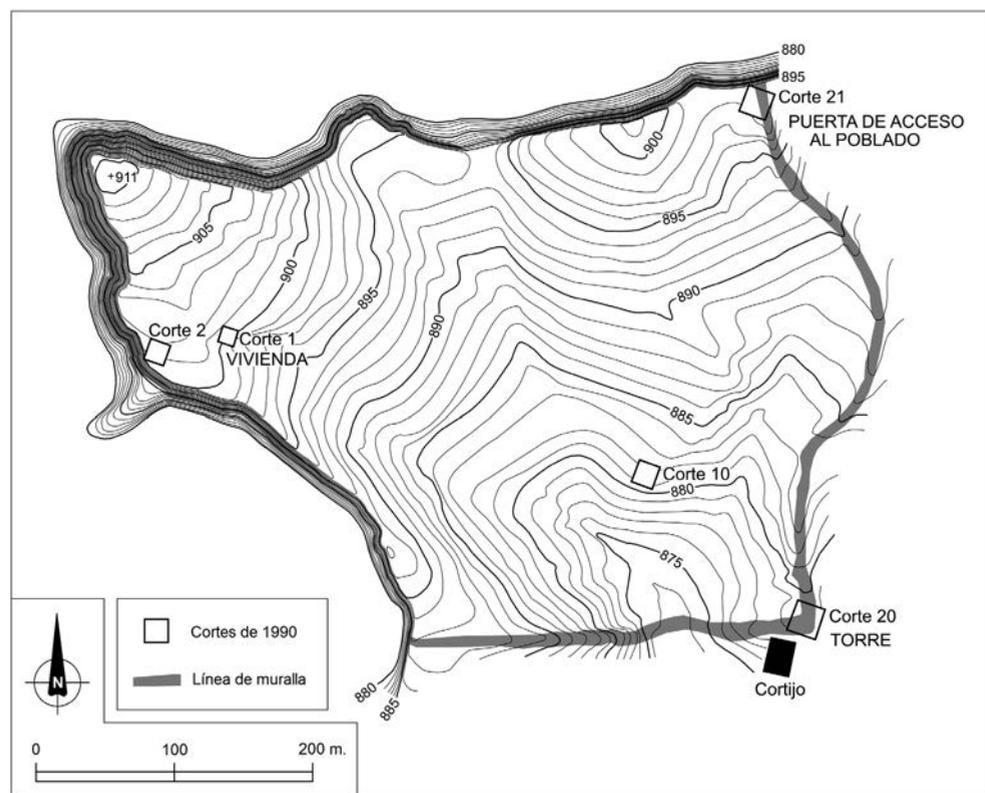 880
895
Corte 21
PUERTA DE ACCESO
AL POBLADO
900
+911
895
905
900
895
890
890
Corte 2
Corte 1
VIVIENDA
885
Corte 10
880
875
Corte 20
TORRE
Cortijo
880
885
Cortes de 1990
Línea de muralla
N
0 100 200 m.